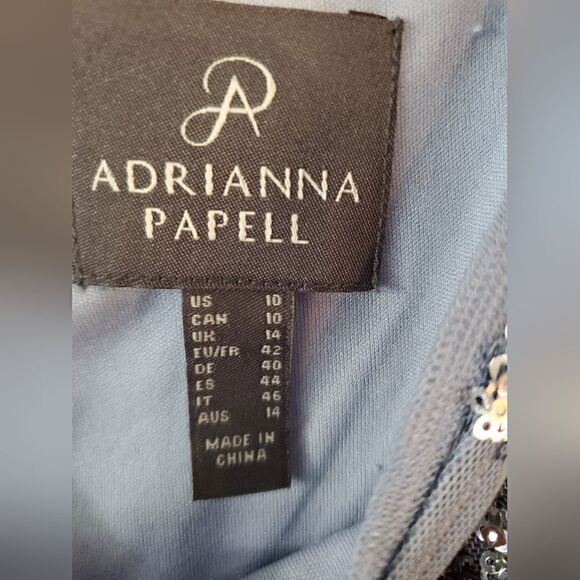 ADRIANNA
PAPELL
US 10
CAN 10
UK 14
EU/FR 42
DE 40
ES 44
IT 46
AUS 14
MADE IN
CHINA